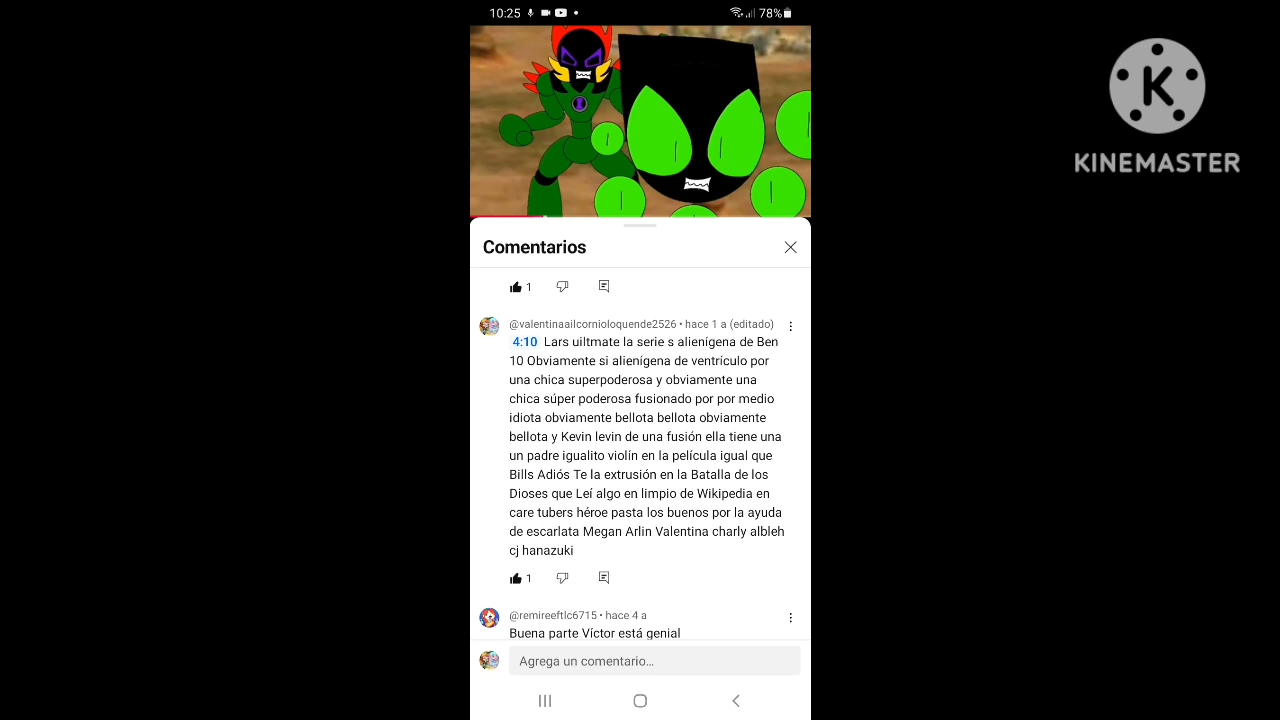 10:25
78%
K
KINEMASTER
Comentarios
1
@valentinaailcornioloquende2526 • hace 1 a (editado)
4:10 Lars uiltmate la serie s alienígena de Ben
10 Obviamente si alienígena de ventrículo por
una chica superpoderosa y obviamente una
chica súper poderosa fusionado por por medio
idiota obviamente bellota bellota obviamente
bellota y Kevin levin de una fusión ella tiene una
un padre igualito violín en la película igual que
Bills Adiós Te la extrusión en la Batalla de los
Dioses que Leí algo en limpio de Wikipedia en
care tubers héroe pasta los buenos por la ayuda
de escarlata Megan Arlin Valentina charly albleh
cj hanazuki
1
@remireeftlc6715 • hace 4 a
Buena parte Víctor está genial
Agrega un comentario...